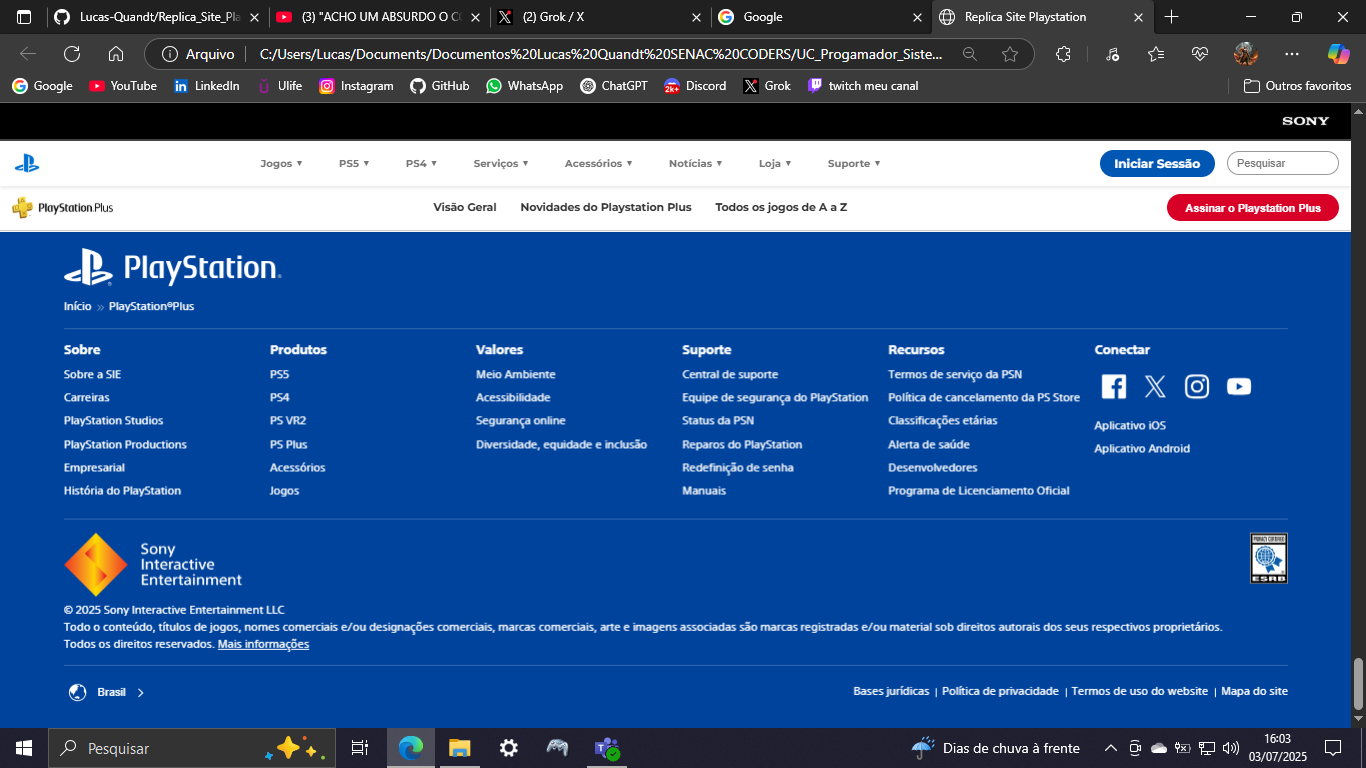 Lucas-Quandt/Replica_Site_Pla
(3) "ACHO UM ABSURDO O CO
(2) Grok / X
Google
Replica Site Playstation
Arquivo
C:/Users/Lucas/Documents/Documentos%20Lucas%20Quandt%20SENAC%20CODERS/UC_Progamador_Siste...
Google YouTube LinkedIn Ulife Instagram GitHub WhatsApp ChatGPT Discord Grok twitch meu canal Outros favoritos
SONY
Jogos ▼ PS5 ▼ PS4 ▼ Serviços ▼ Acessórios ▼ Notícias ▼ Loja ▼ Suporte ▼ Iniciar Sessão Pesquisar
PlayStation.Plus Visão Geral Novidades do Playstation Plus Todos os jogos de A a Z Assinar o Playstation Plus
PlayStation®
Início » PlayStation®Plus
Sobre
Sobre a SIE
Carreiras
PlayStation Studios
PlayStation Productions
Empresarial
História do PlayStation
Produtos
PS5
PS4
PS VR2
PS Plus
Acessórios
Jogos
Valores
Meio Ambiente
Acessibilidade
Segurança online
Diversidade, equidade e inclusão
Suporte
Central de suporte
Equipe de segurança do PlayStation
Status da PSN
Reparos do PlayStation
Redefinição de senha
Manuais
Recursos
Termos de serviço da PSN
Política de cancelamento da PS Store
Classificações etárias
Alerta de saúde
Desenvolvedores
Programa de Licenciamento Oficial
Conectar
Aplicativo iOS
Aplicativo Android
Sony
Interactive
Entertainment
PRIVACY CERTIFIED
ESRB
© 2025 Sony Interactive Entertainment LLC
Todo o conteúdo, títulos de jogos, nomes comerciais e/ou designações comerciais, marcas comerciais, arte e imagens associadas são marcas registradas e/ou material sob direitos autorais dos seus respectivos proprietários.
Todos os direitos reservados. Mais informações
Brasil
Bases jurídicas | Política de privacidade | Termos de uso do website | Mapa do site
Pesquisar
Dias de chuva à frente
16:03
03/07/2025